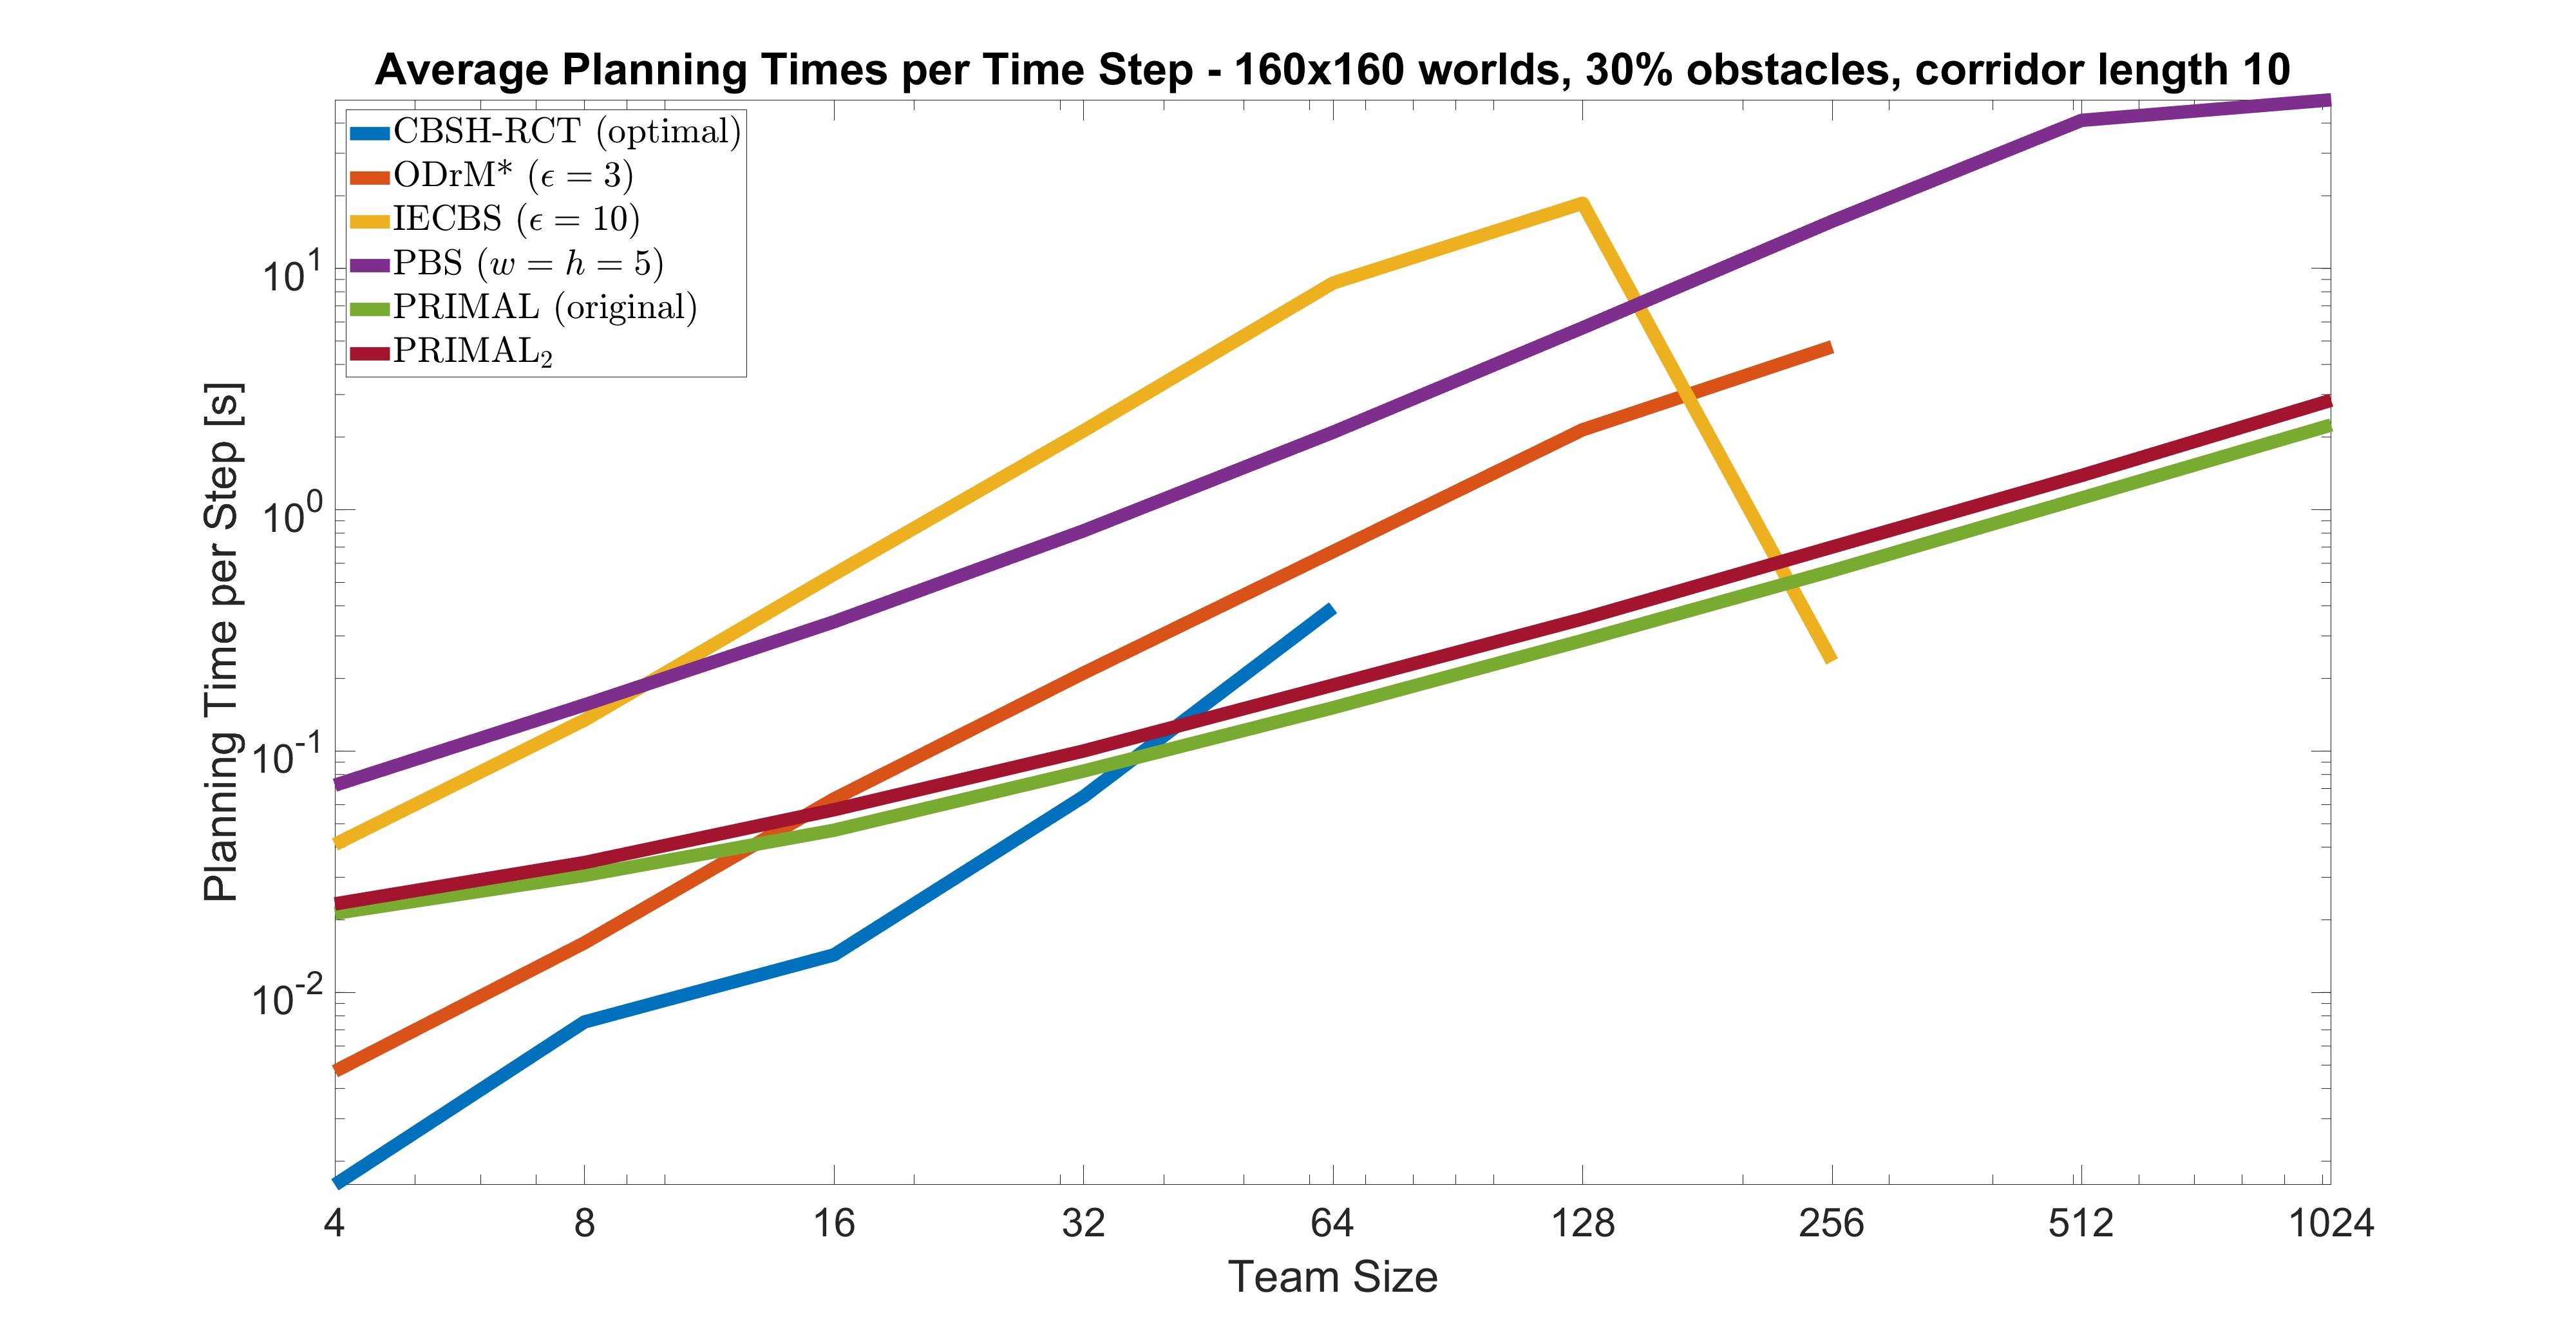 Average Planning Times per Time Step - 160x160 worlds, 30% obstacles, corridor length 10
CBSH-RCT (optimal)
ODrM* (ϵ = 3)
IECBS (ϵ = 10)
PBS (w = h = 5)
PRIMAL (original)
PRIMAL₂
Planning Time per Step [s]
10¹
10⁰
10⁻¹
10⁻²
4 8 16 32 64 128 256 512 1024
Team Size